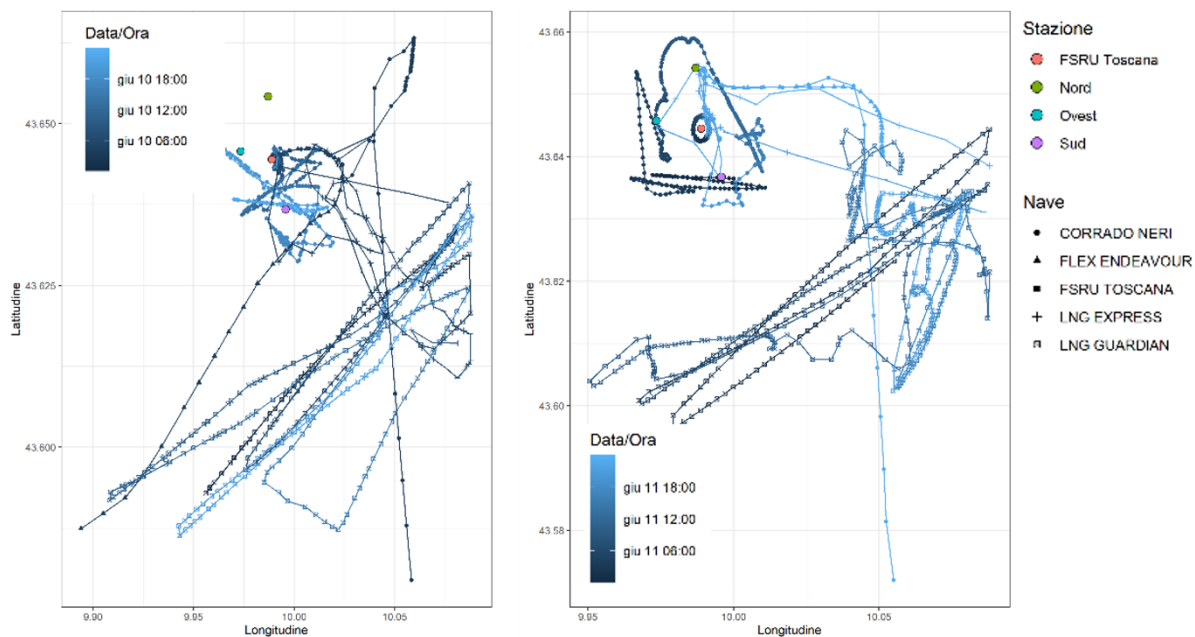 Data/Ora
giu 10 18:00
giu 10 12:00
giu 10 06:00
43.650
43.625
43.600
Latitudine
9.90
9.95
10.00
10.05
Longitudine
43.66
43.64
43.62
43.60
43.58
Latitudine
Data/Ora
giu 11 18:00
giu 11 12:00
giu 11 06:00
9.95
10.00
10.05
Longitudine
Stazione
FSRU Toscana
Nord
Ovest
Sud
Nave
CORRADO NERI
FLEX ENDEAVOUR
FSRU TOSCANA
LNG EXPRESS
LNG GUARDIAN